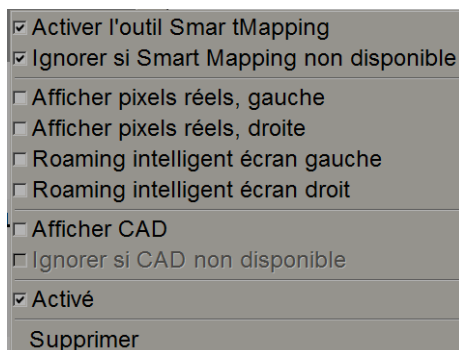 Activer l'outil Smar tMapping
Ignorer si Smart Mapping non disponible
Afficher pixels réels, gauche
Afficher pixels réels, droite
Roaming intelligent écran gauche
Roaming intelligent écran droit
Afficher CAD
Ignorer si CAD non disponible
Activé
Supprimer